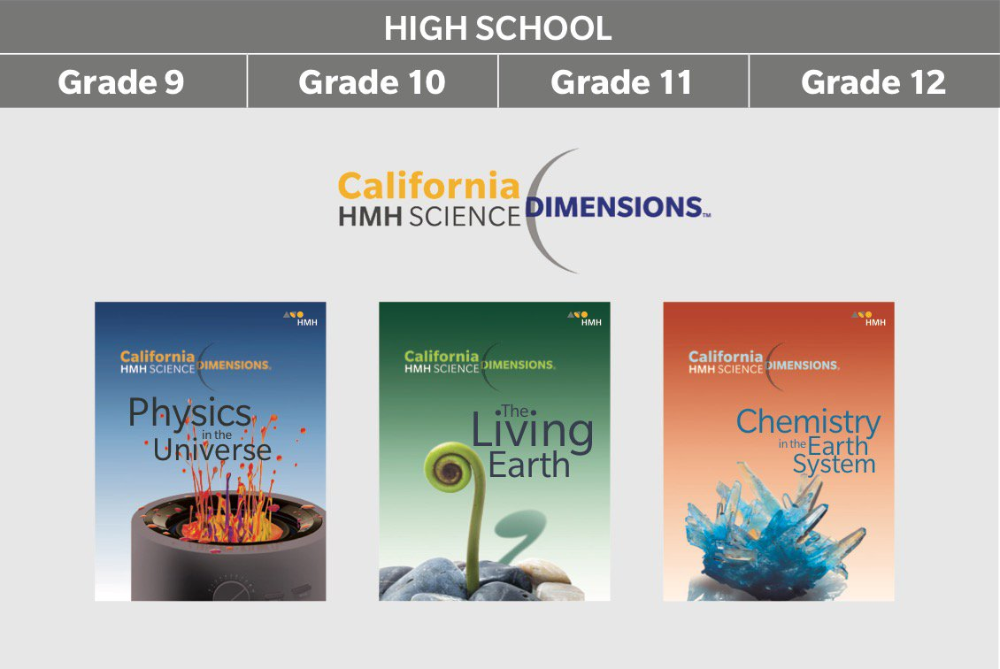 HIGH SCHOOL
Grade 9
Grade 10
Grade 11
Grade 12
California
HMH SCIENCE DIMENSIONS™
HMH
California
HMH SCIENCE DIMENSIONS
Physics
in the
Universe
HMH
California
HMH SCIENCE DIMENSIONS
•The•
Living
Earth
HMH
California
HMH SCIENCE DIMENSIONS
Chemistry
in the Earth
System